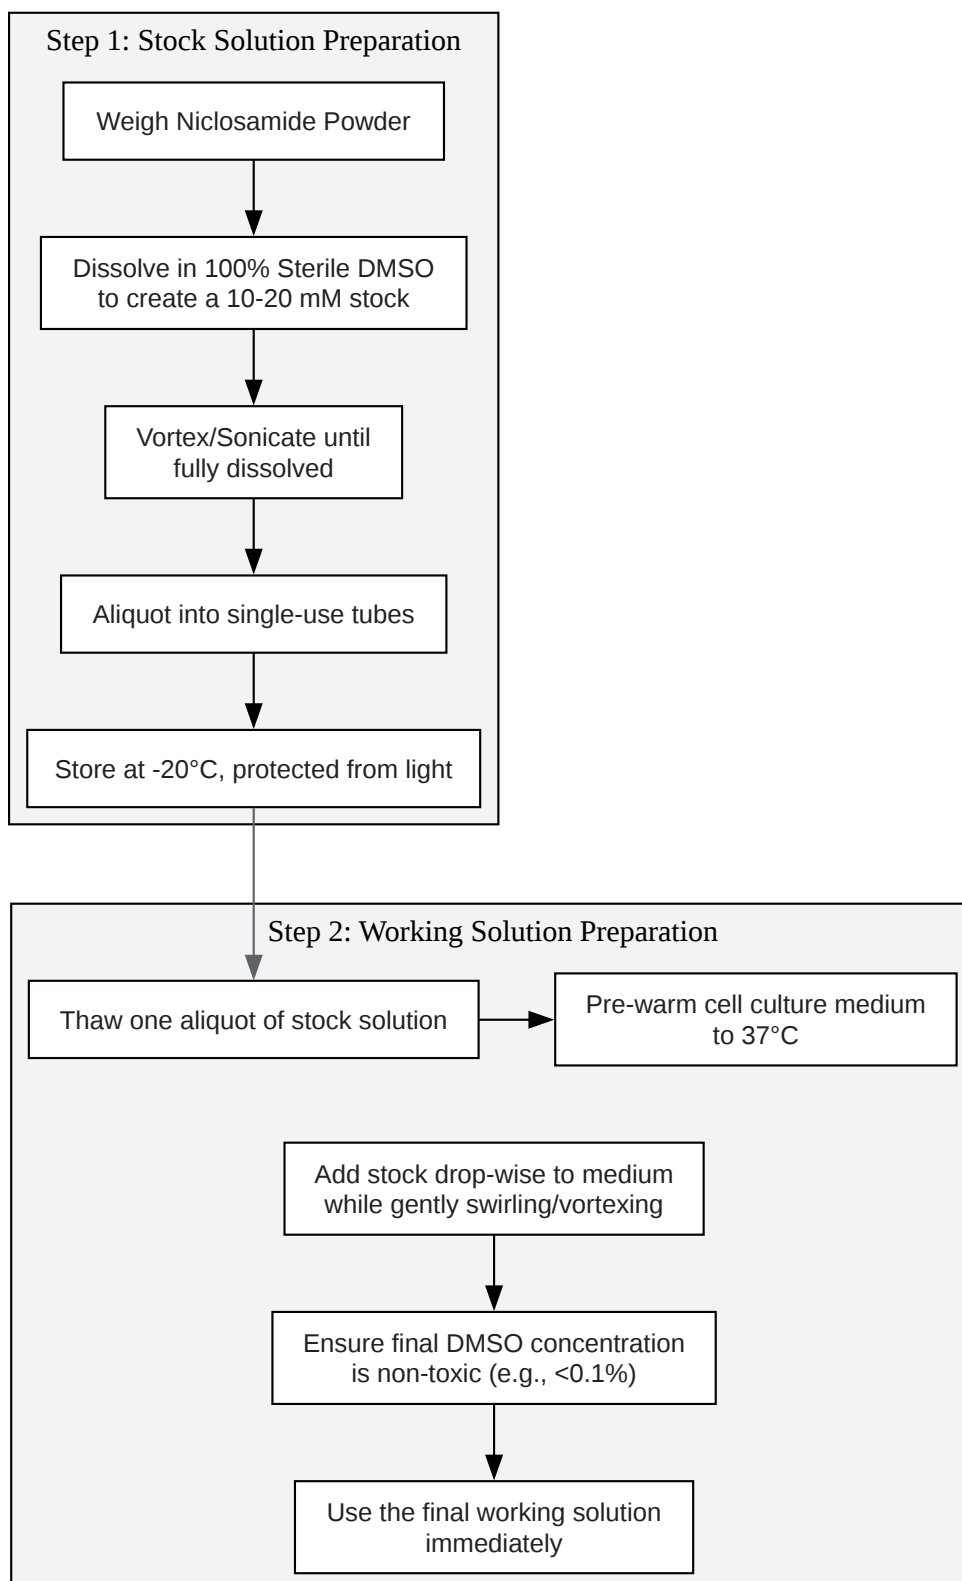 Step 1: Stock Solution Preparation
Weigh Niclosamide Powder
Dissolve in 100% Sterile DMSO
to create a 10-20 mM stock
Vortex/Sonicate until
fully dissolved
Aliquot into single-use tubes
Store at -20°C, protected from light
Step 2: Working Solution Preparation
Thaw one aliquot of stock solution
Pre-warm cell culture medium
to 37°C
Add stock drop-wise to medium
while gently swirling/vortexing
Ensure final DMSO concentration
is non-toxic (e.g., <0.1%)
Use the final working solution
immediately